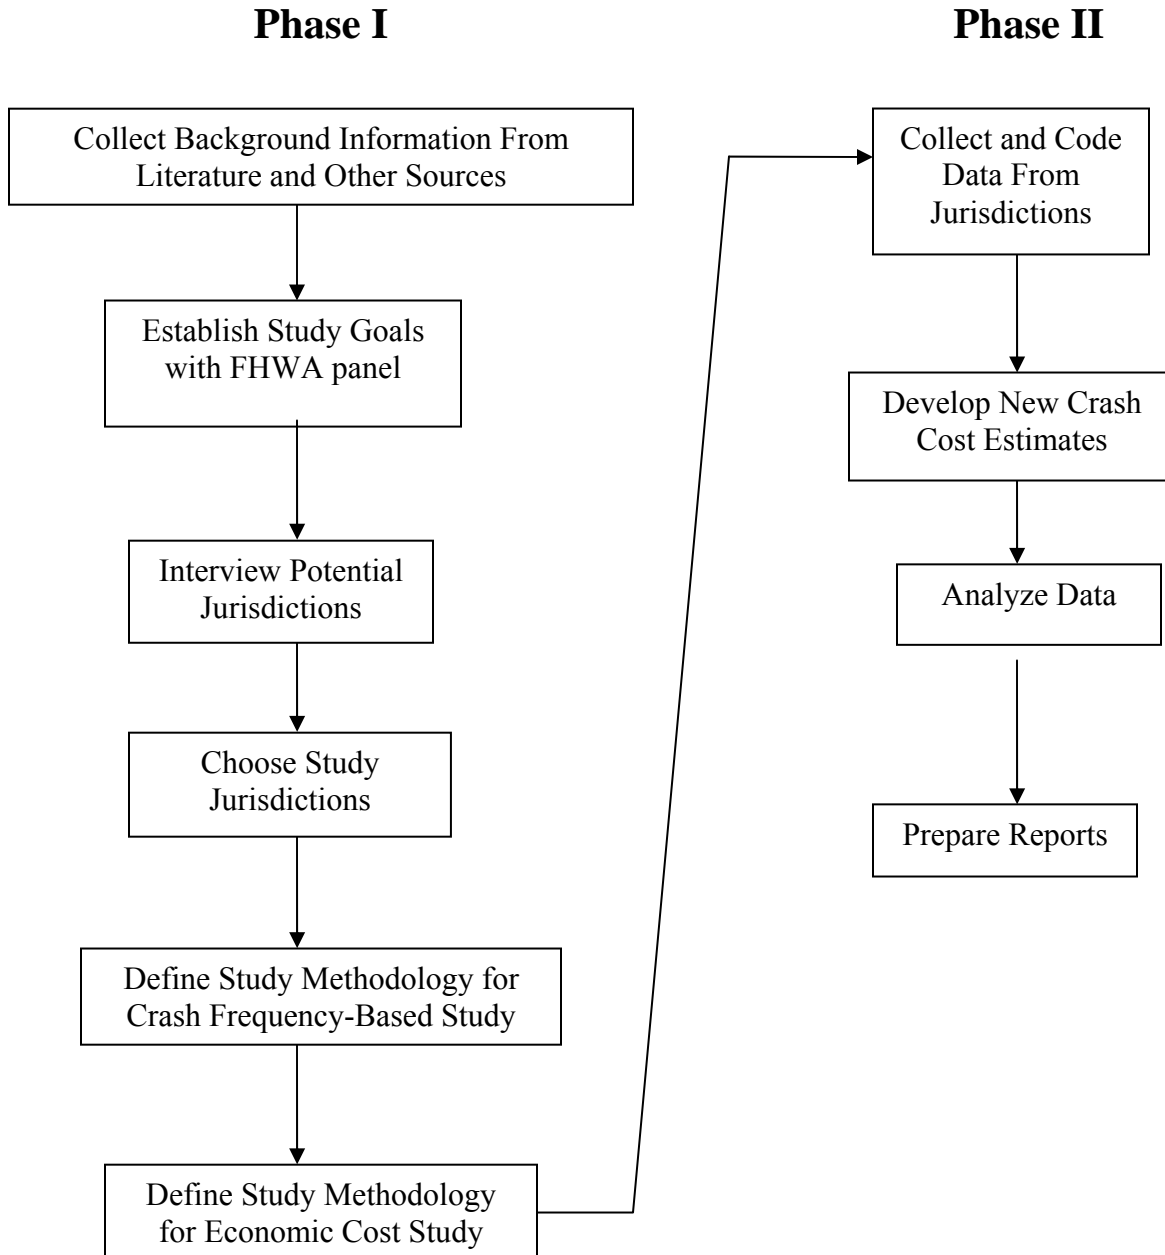 Phase I
Collect Background Information From
Literature and Other Sources
Establish Study Goals
with FHWA panel
Interview Potential
Jurisdictions
Choose Study
Jurisdictions
Define Study Methodology for
Crash Frequency-Based Study
Define Study Methodology
for Economic Cost Study
Phase II
Collect and Code
Data From
Jurisdictions
Develop New Crash
Cost Estimates
Analyze Data
Prepare Reports